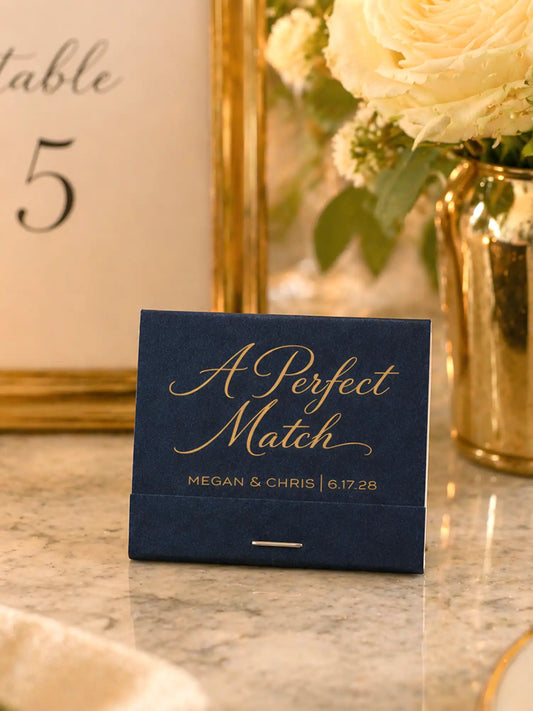 table
5
A Perfect
Match
MEGAN & CHRIS | 6.17.28